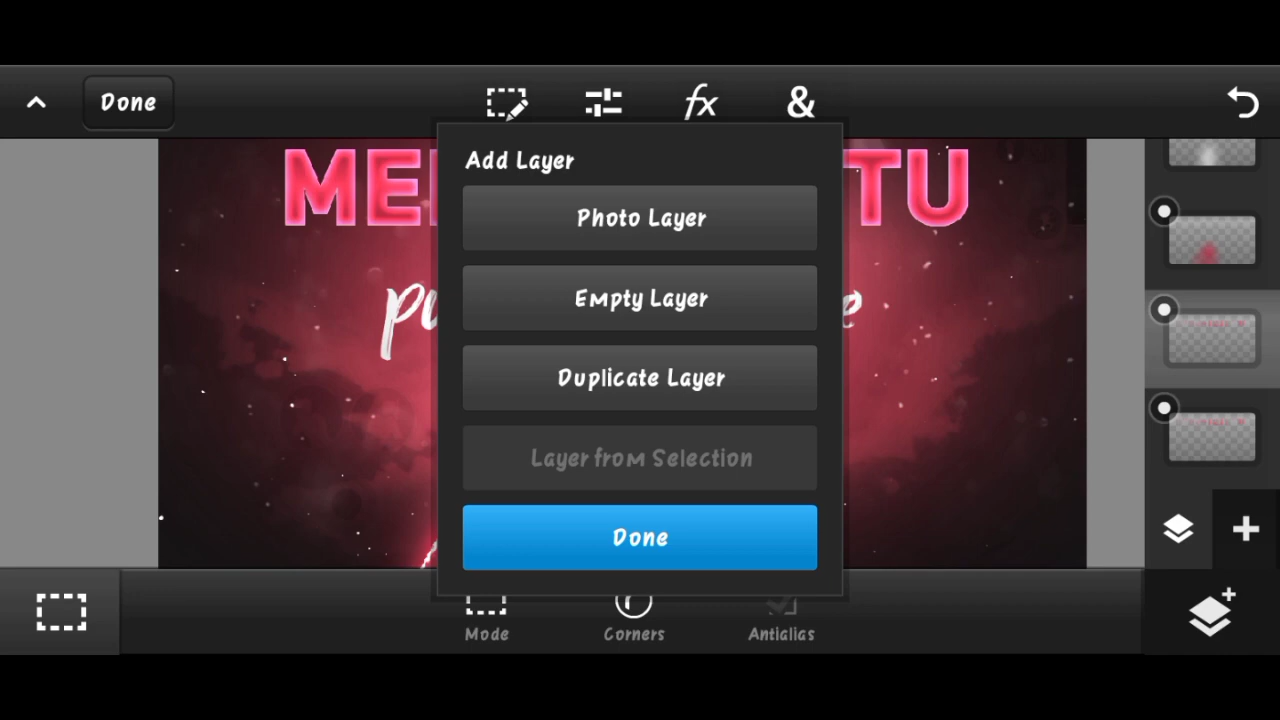 Done
fx
&
Add Layer
Photo Layer
Empty Layer
Duplicate Layer
Layer from Selection
Done
Mode
Corners
Antialias